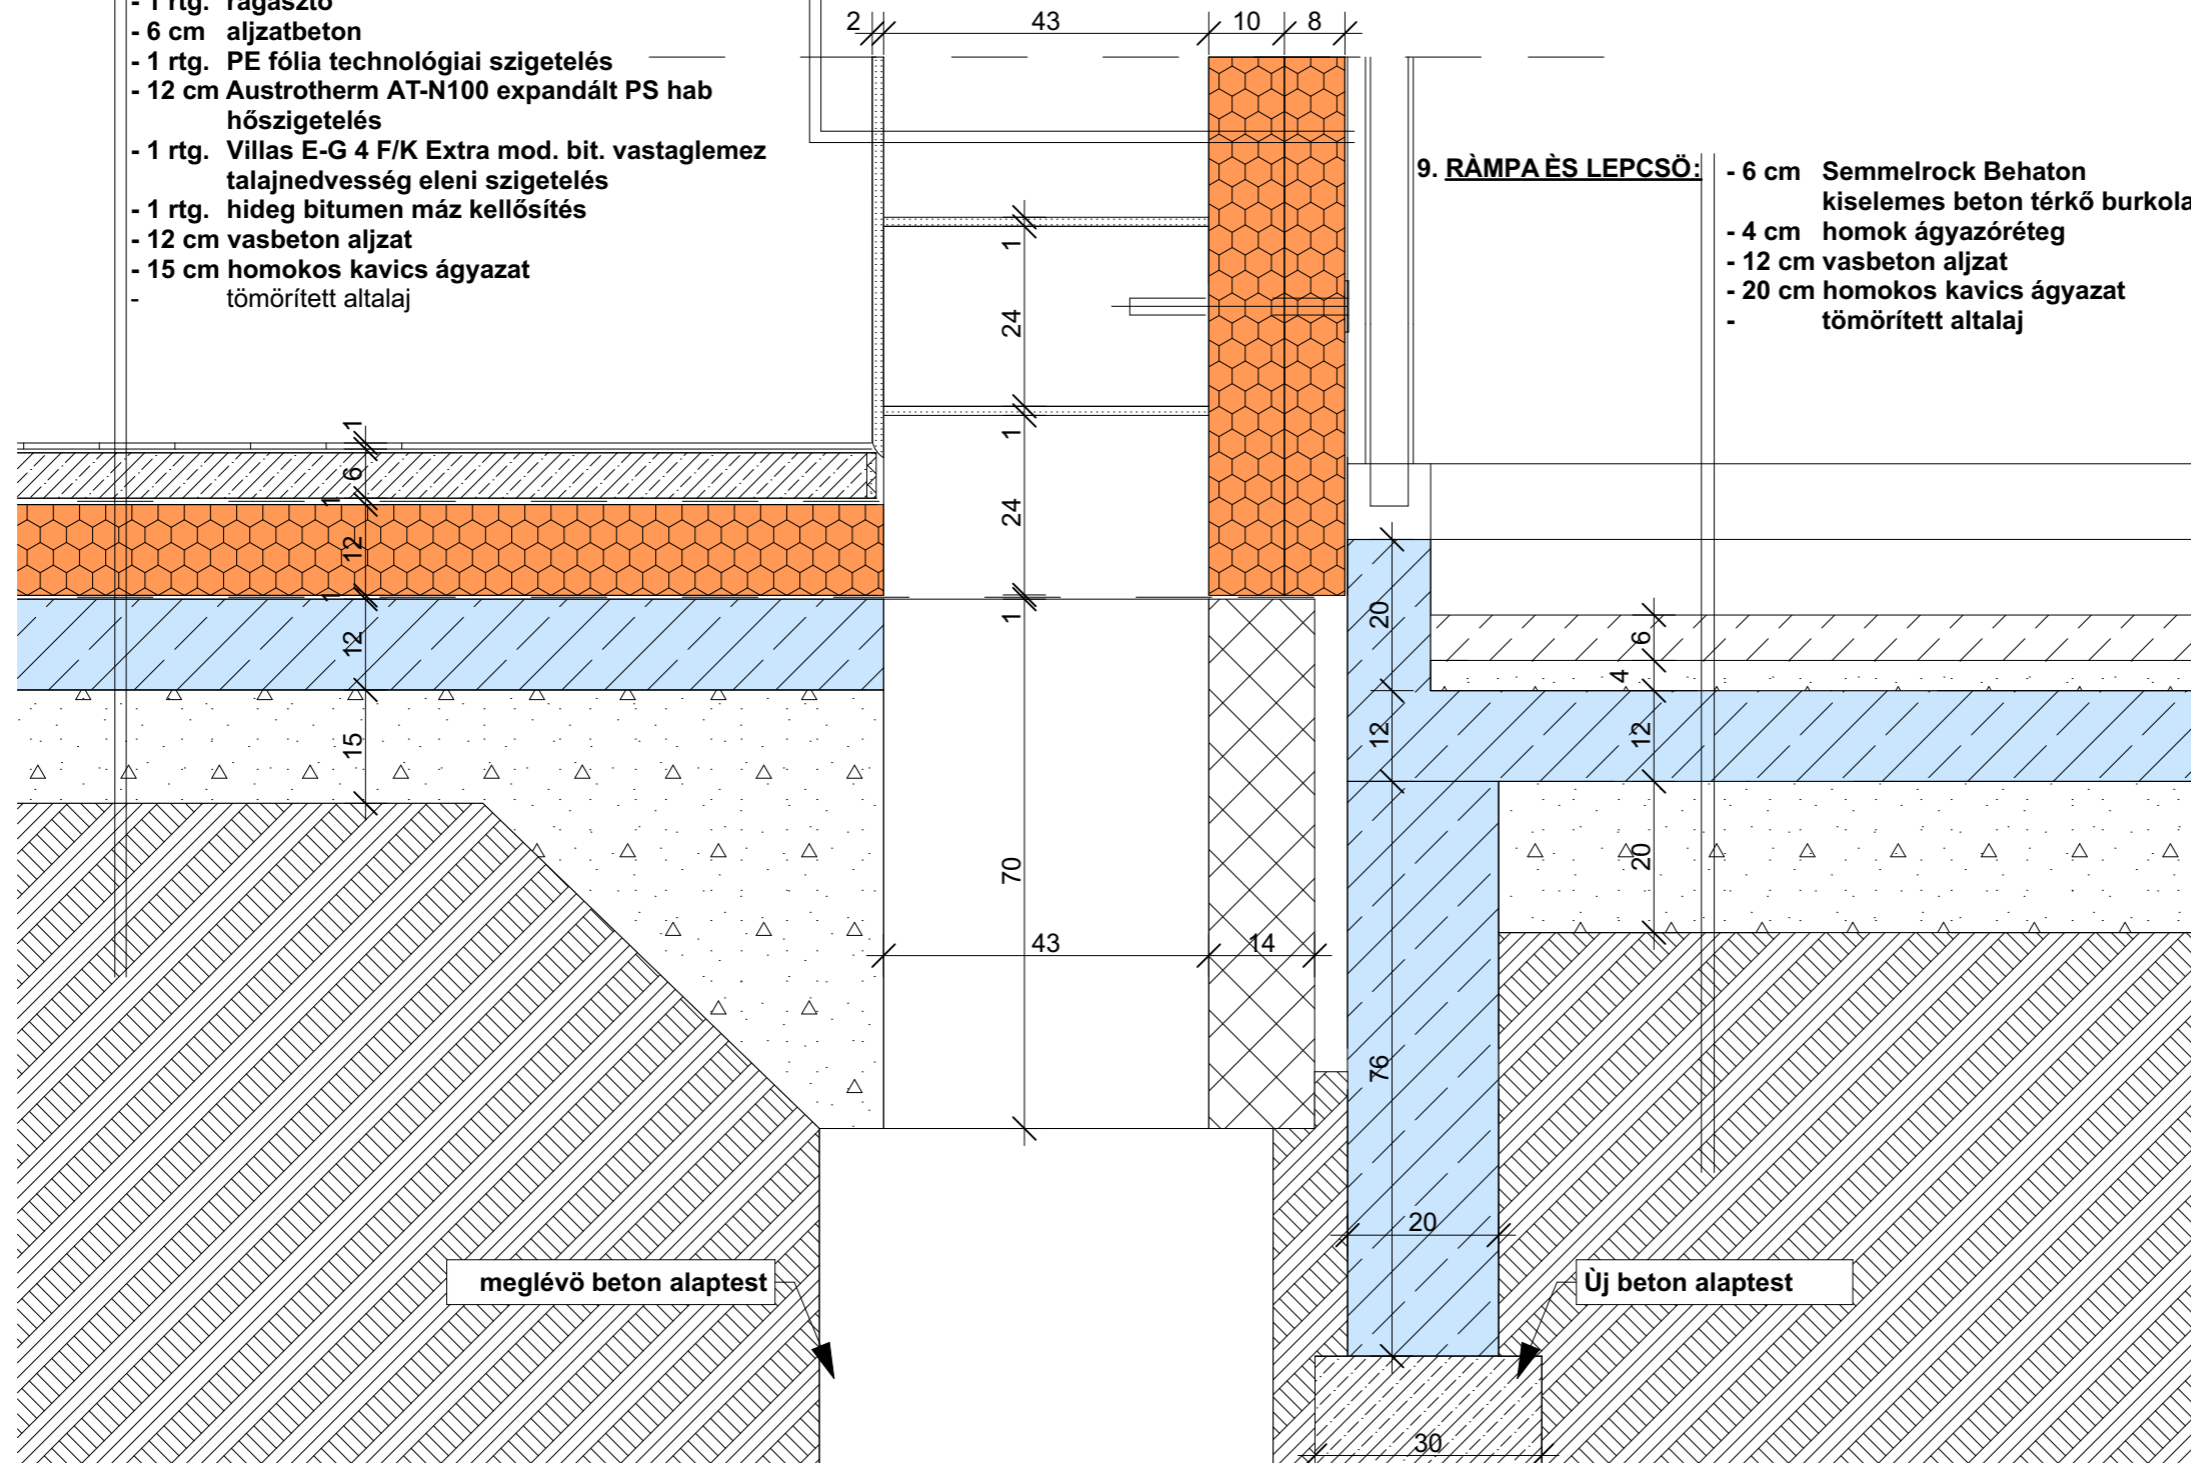 - 1 rtg. ragasztó
- 6 cm aljzatbeton
- 1 rtg. PE fólia technológiai szigetelés
- 12 cm Austrotherm AT-N100 expandált PS hab
hőszigetelés
- 1 rtg. Villas E-G 4 F/K Extra mod. bit. vastaglemez
talajnedvesség eleni szigetelés
- 1 rtg. hideg bitumen máz kellősítés
- 12 cm vasbeton aljzat
- 15 cm homokos kavics ágyazat
- tömörített altalaj
2 43 10 8
9. RÀMPA ÈS LEPCSÖ:
- 6 cm Semmelrock Behaton
kiselemes beton térkő burkola
- 4 cm homok ágyazóréteg
- 12 cm vasbeton aljzat
- 20 cm homokos kavics ágyazat
- tömörített altalaj
1
24
1
24
1
70
1
6
1
12
1
12
15
43 14
20
12
76
20
30
6
4
12
20
meglévö beton alaptest
Ùj beton alaptest